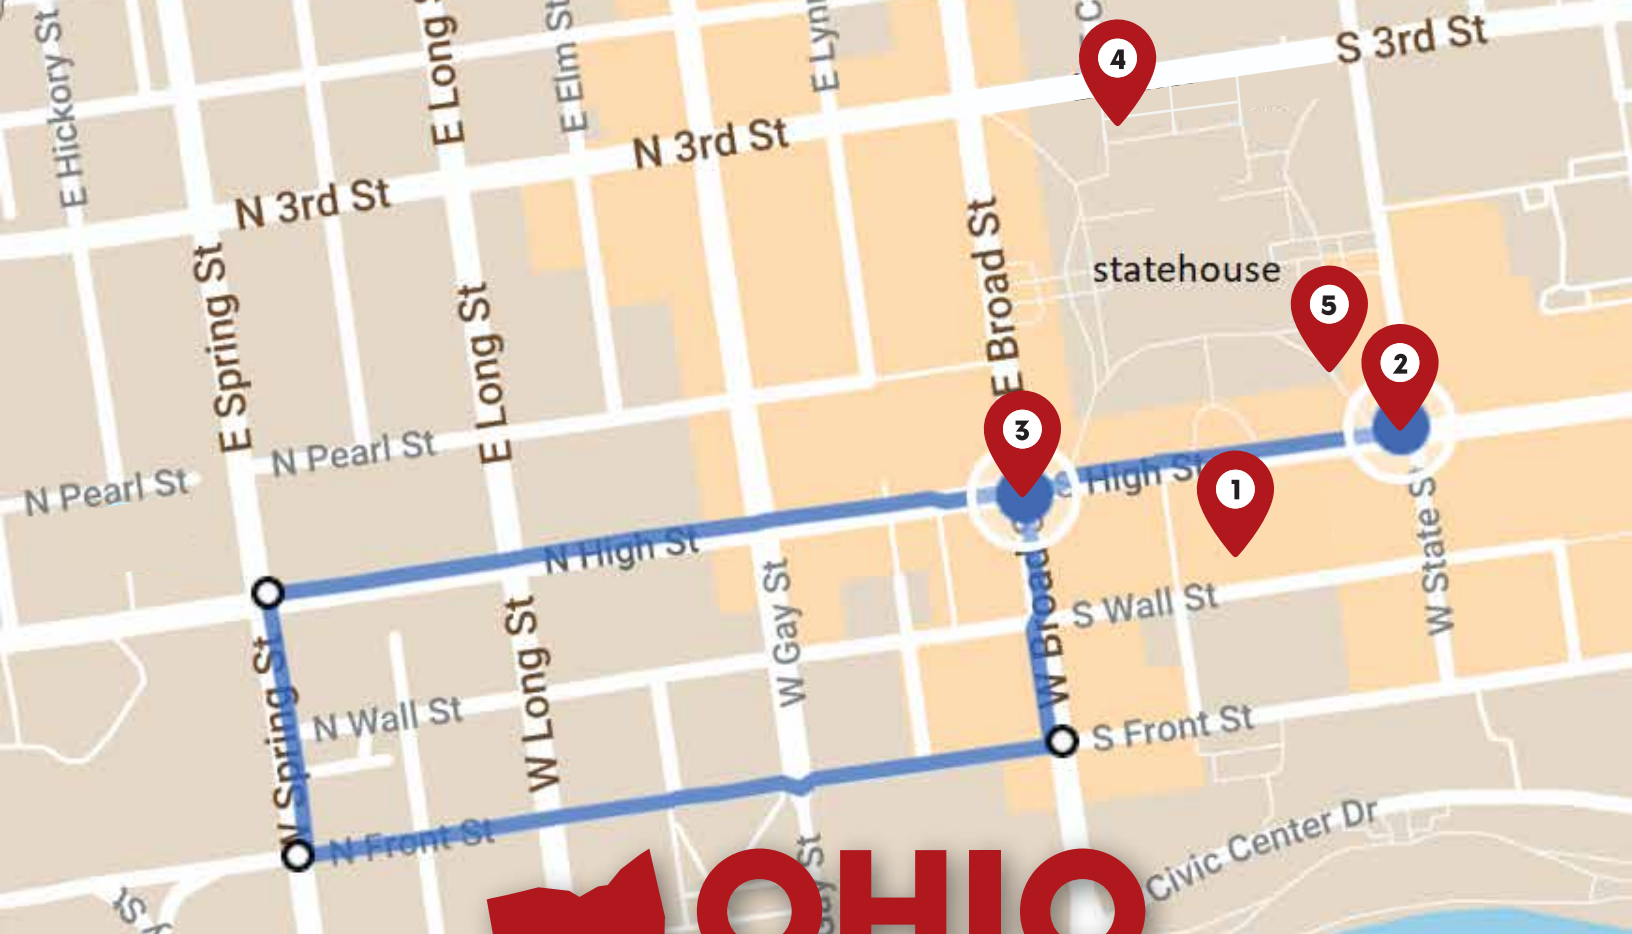 E Hickory St
E Long
E Elm St
E Lynn
C
4
S 3rd St
N 3rd St
N 3rd St
E Spring St
E Long St
E Broad St
statehouse
5
2
3
1
N Pearl St
N Pearl St
S High St
N High St
W State St
W Gay St
W Broad
S Wall St
W Spring St
W Long St
N Wall St
S Front St
N Front St
Civic Center Dr
Gay St
OHIO